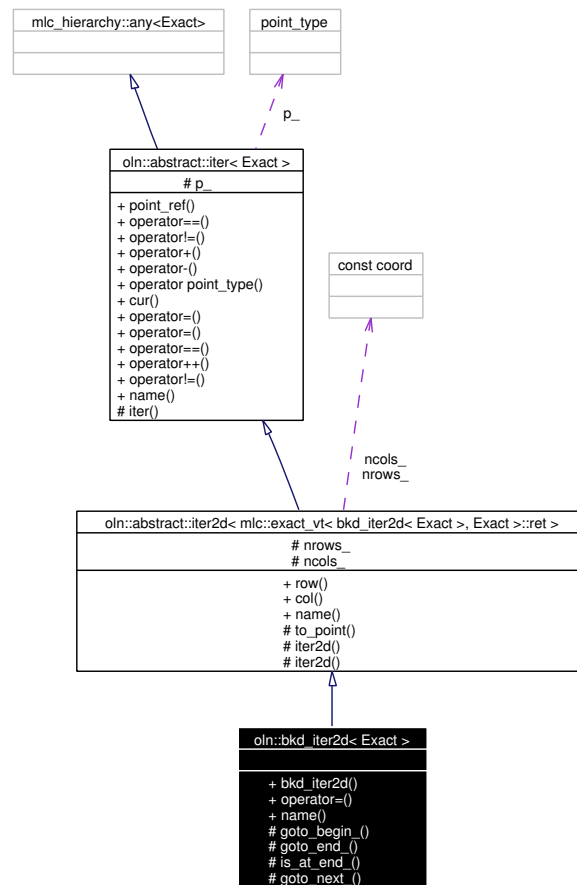 mlc_hierarchy::any<Exact>
point_type
p_
oln::abstract::iter< Exact >
# p_
+ point_ref()
+ operator==()
+ operator!=()
+ operator+()
+ operator-()
+ operator point_type()
+ cur()
+ operator=()
+ operator=()
+ operator==()
+ operator++()
+ operator!=()
+ name()
# iter()
const coord
ncols_
nrows_
oln::abstract::iter2d< mlc::exact_vt< bkd_iter2d< Exact >, Exact >::ret >
# nrows_
# ncols_
+ row()
+ col()
+ name()
# to_point()
# iter2d()
# iter2d()
oln::bkd_iter2d< Exact >
+ bkd_iter2d()
+ operator=()
+ name()
# goto_begin_()
# goto_end_()
# is_at_end_()
# goto_next_()